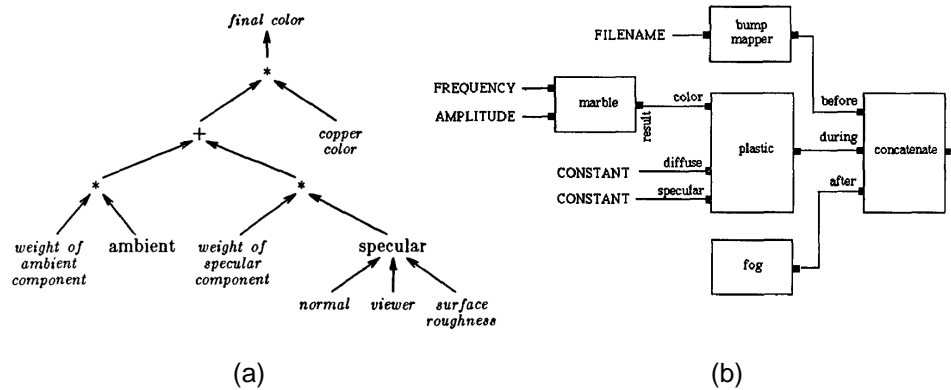 final color
*
+
copper
color
*
*
weight of
ambient
component
ambient
weight of
specular
component
specular
normal
viewer
surface
roughness
(a)
bump
mapper
FILENAME
FREQUENCY
AMPLITUDE
marble
result
color
CONSTANT
diffuse
CONSTANT
specular
plastic
before
during
after
concatenate
fog
(b)